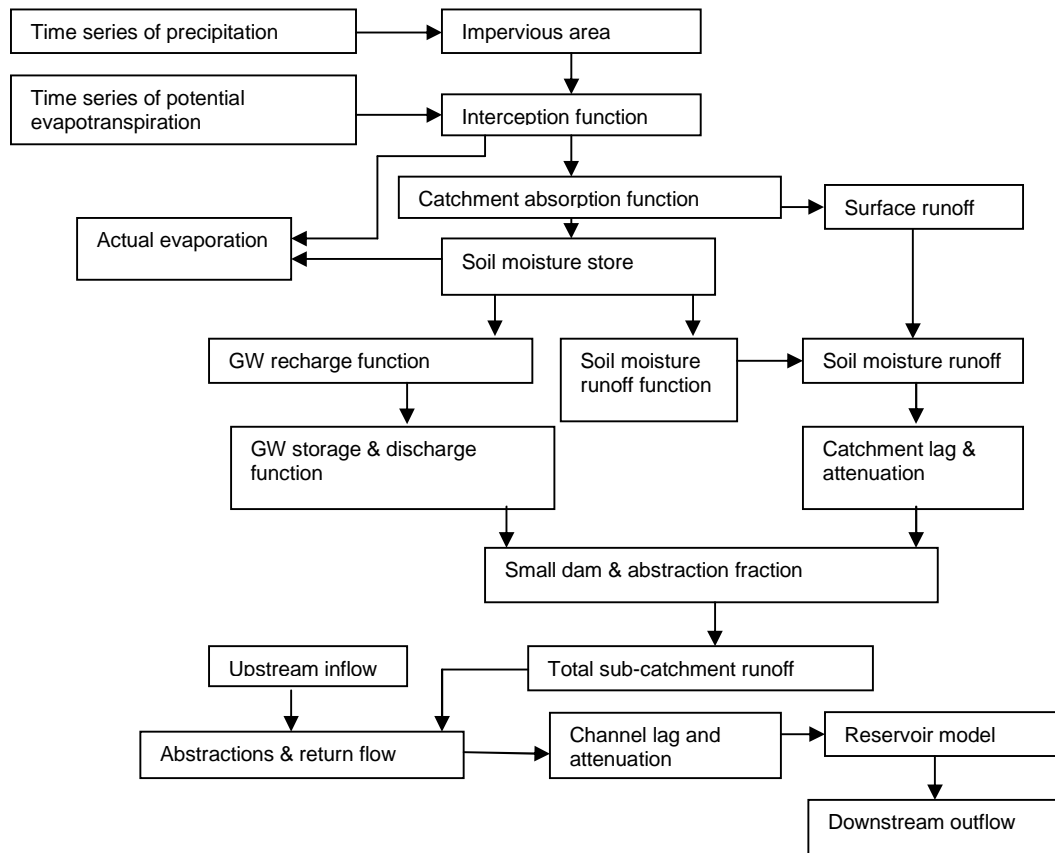 Time series of precipitation
Impervious area
Time series of potential
evapotranspiration
Interception function
Catchment absorption function
Surface runoff
Actual evaporation
Soil moisture store
GW recharge function
Soil moisture
runoff function
Soil moisture runoff
GW storage & discharge
function
Catchment lag &
attenuation
Small dam & abstraction fraction
Upstream inflow
Total sub-catchment runoff
Abstractions & return flow
Channel lag and
attenuation
Reservoir model
Downstream outflow